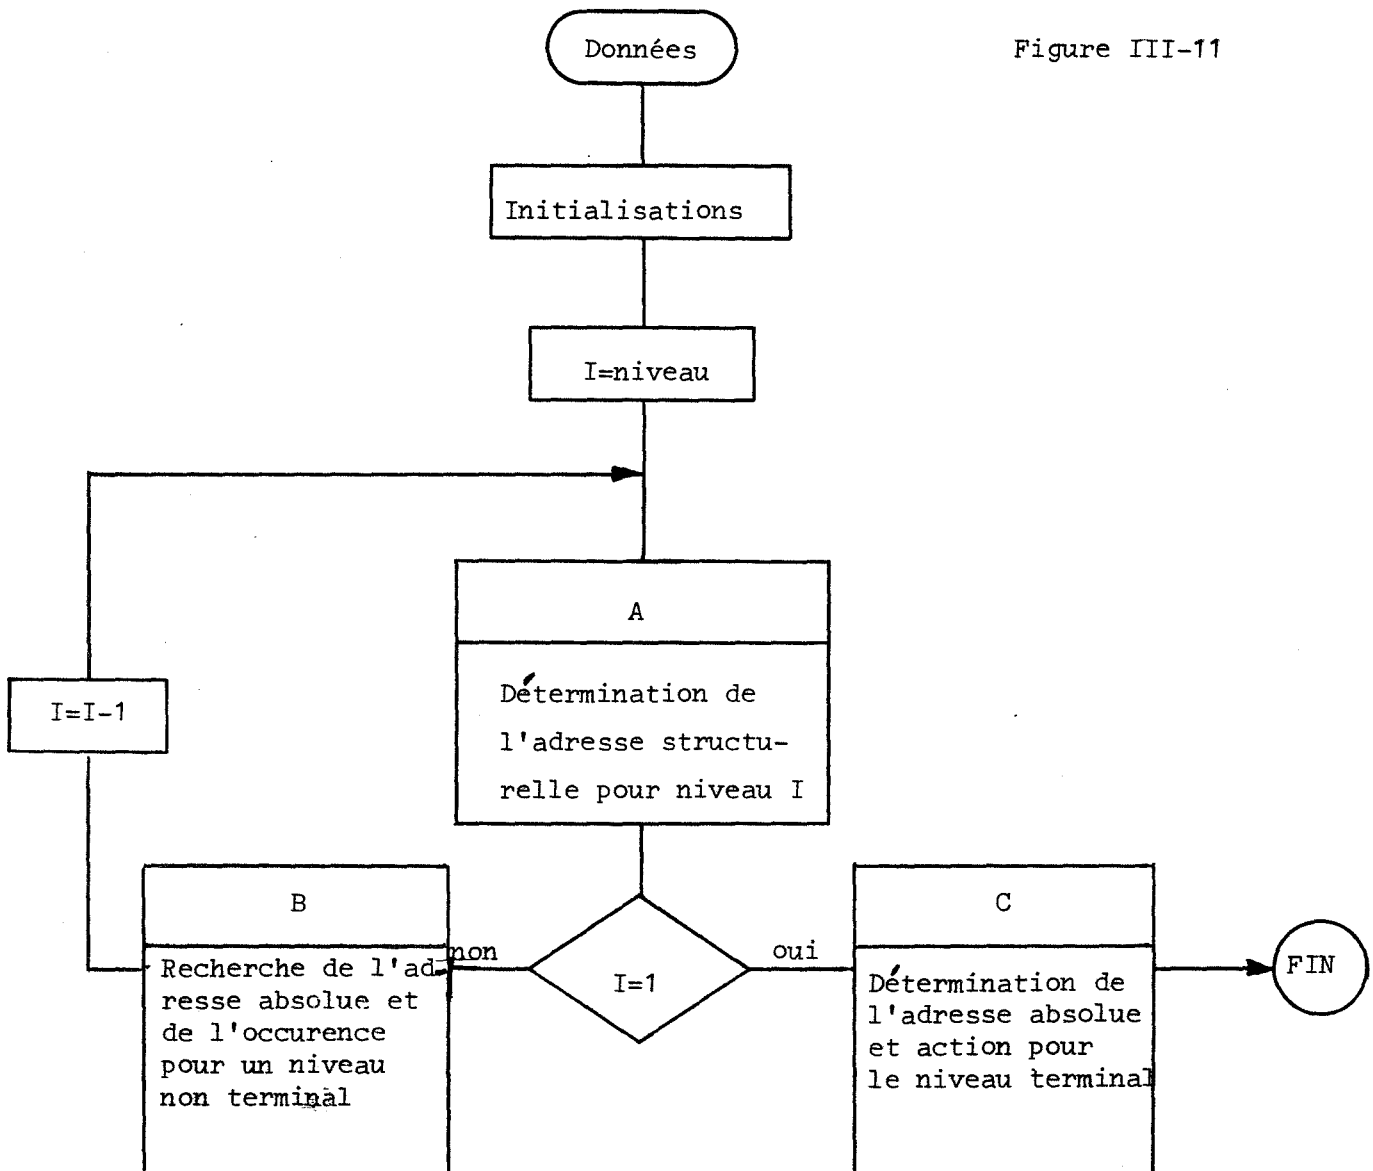 Données
Figure III-11
Initialisations
I=niveau
A
Détermination de
l'adresse structu-
relle pour niveau I
I=I-1
B
non
Recherche de l'ad-
resse absolue et
de l'occurence
pour un niveau
non terminal
I=1
oui
C
Détermination de
l'adresse absolue
et action pour
le niveau terminal
FIN